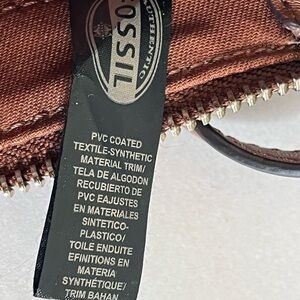 AUTHENTIC
FOSSIL
PVC COATED
TEXTILE-SYNTHETIC
MATERIAL TRIM/
TELA DE ALGODON
RECUBIERTO DE
PVC EAJUSTES
EN MATERIALES
SINTETICO-
PLASTICO/
TOILE ENDUITE
EFINITIONS EN
MATERIA
SYNTHÉTIQUE/
TRIM BAHAN